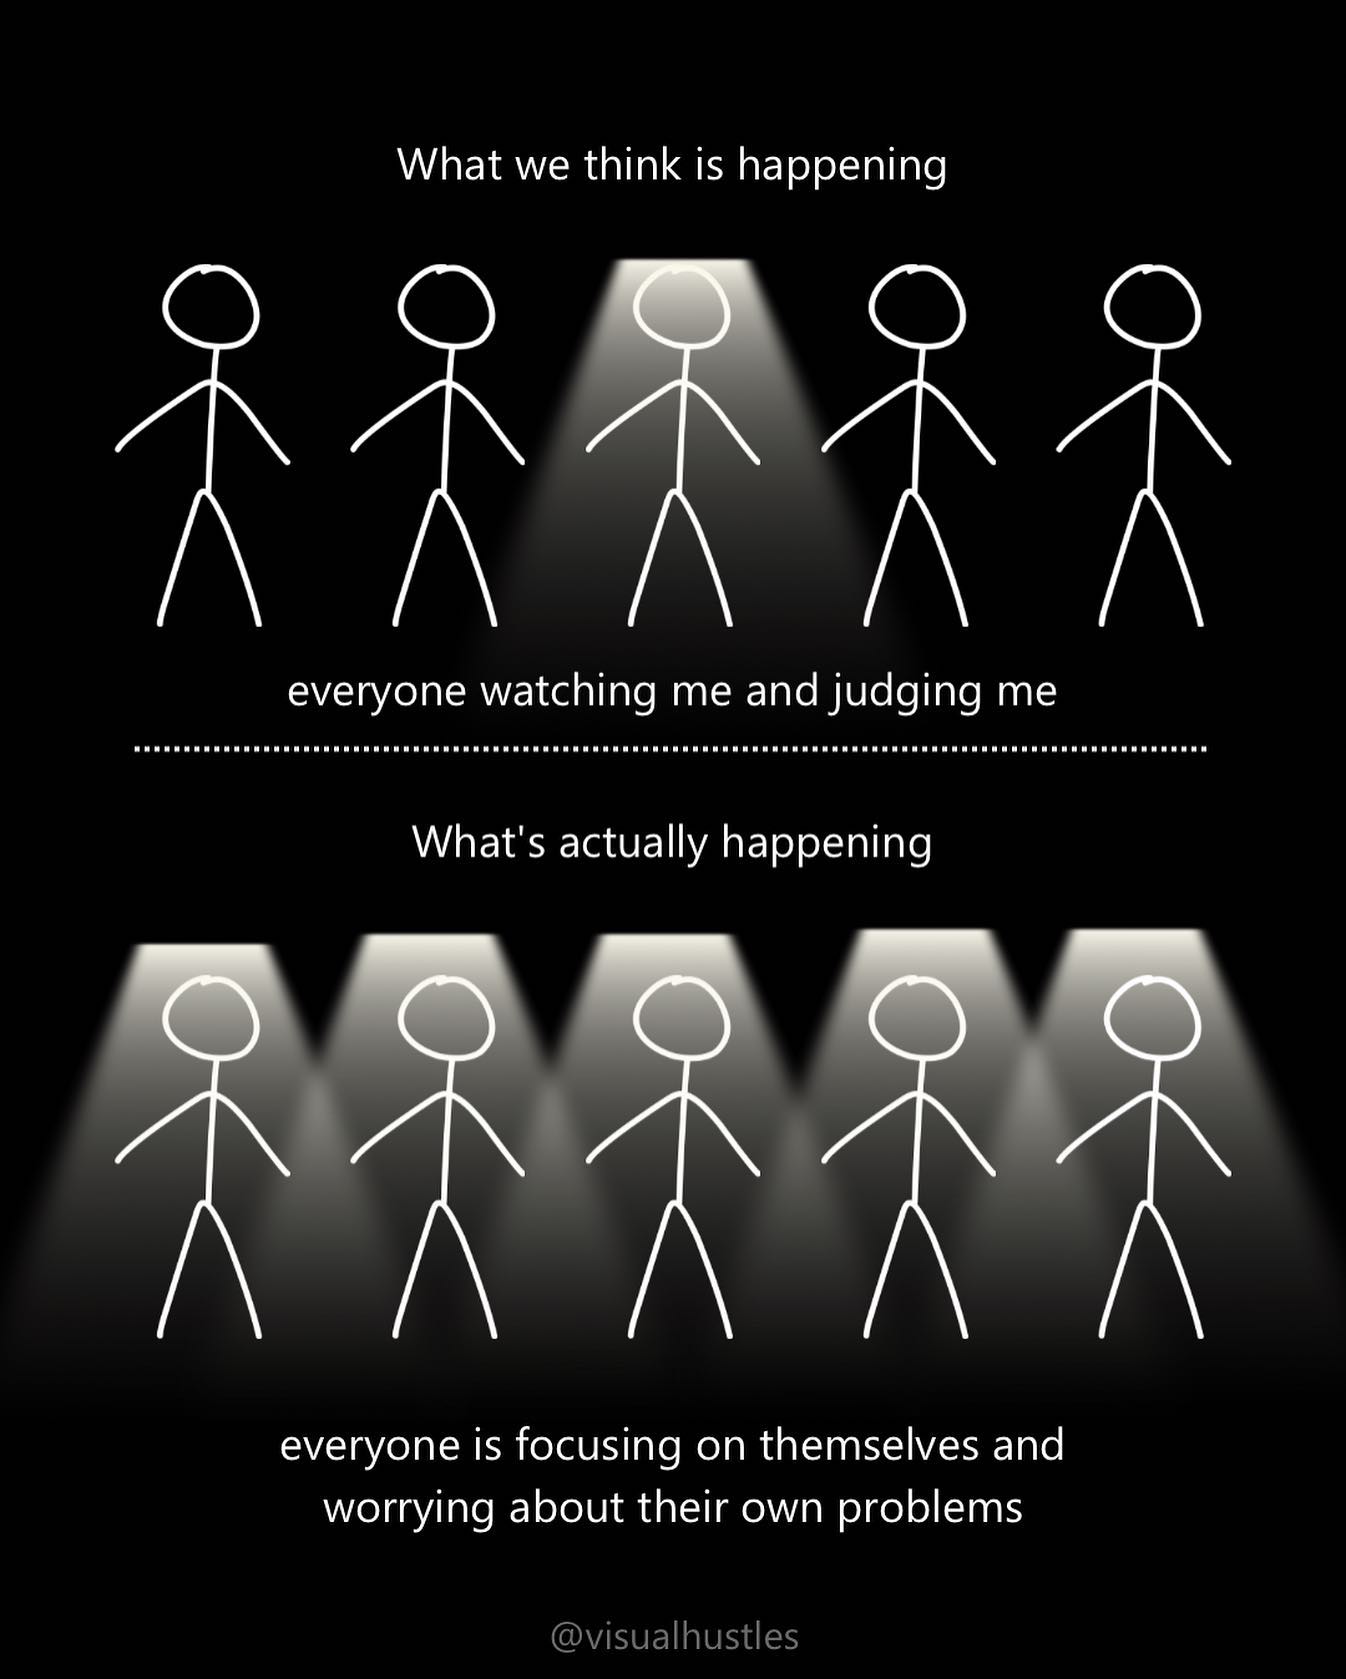 What we think is happening
everyone watching me and judging me
What's actually happening
everyone is focusing on themselves and
worrying about their own problems
@visualhustles